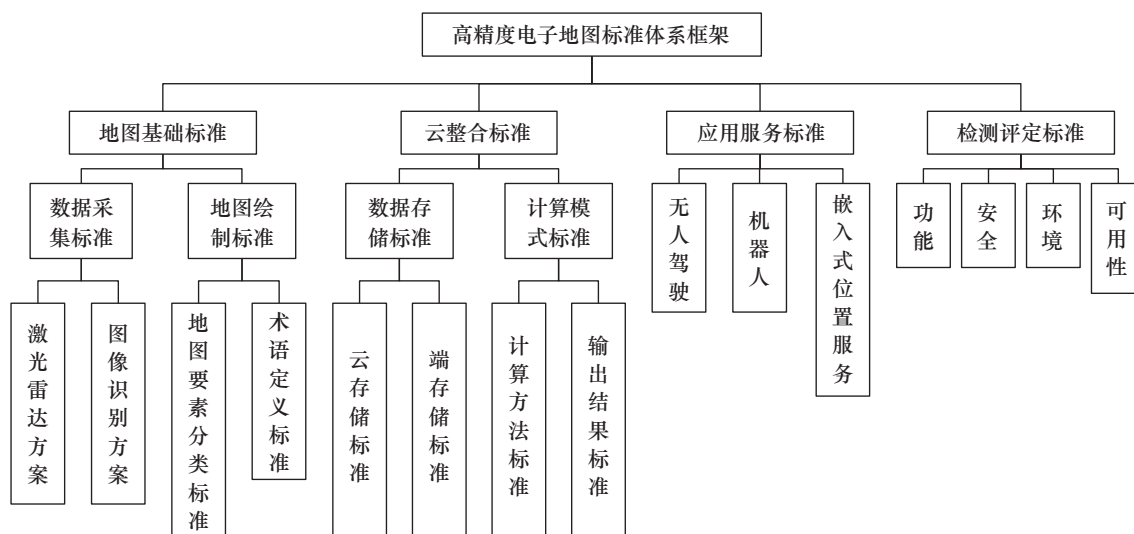 高精度电子地图标准体系框架
地图基础标准
云整合标准
应用服务标准
检测评定标准
数据采
集标准
地图绘
制标准
数据存
储标准
计算模
式标准
无人驾驶
机器人
嵌入式位置服务
功能
安全
环境
可用性
激光雷达方案
图像识别方案
地图要素分类标准
术语定义标准
云存储标准
端存储标准
计算方法标准
输出结果标准